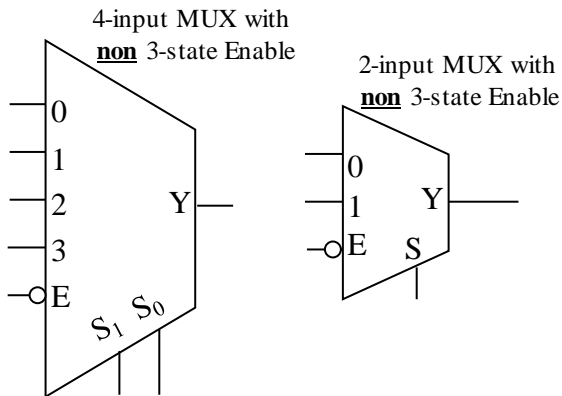 4-input MUX with
non 3-state Enable
0
1
2
3
E
Y
S1 S0
2-input MUX with
non 3-state Enable
0
1
E
Y
S